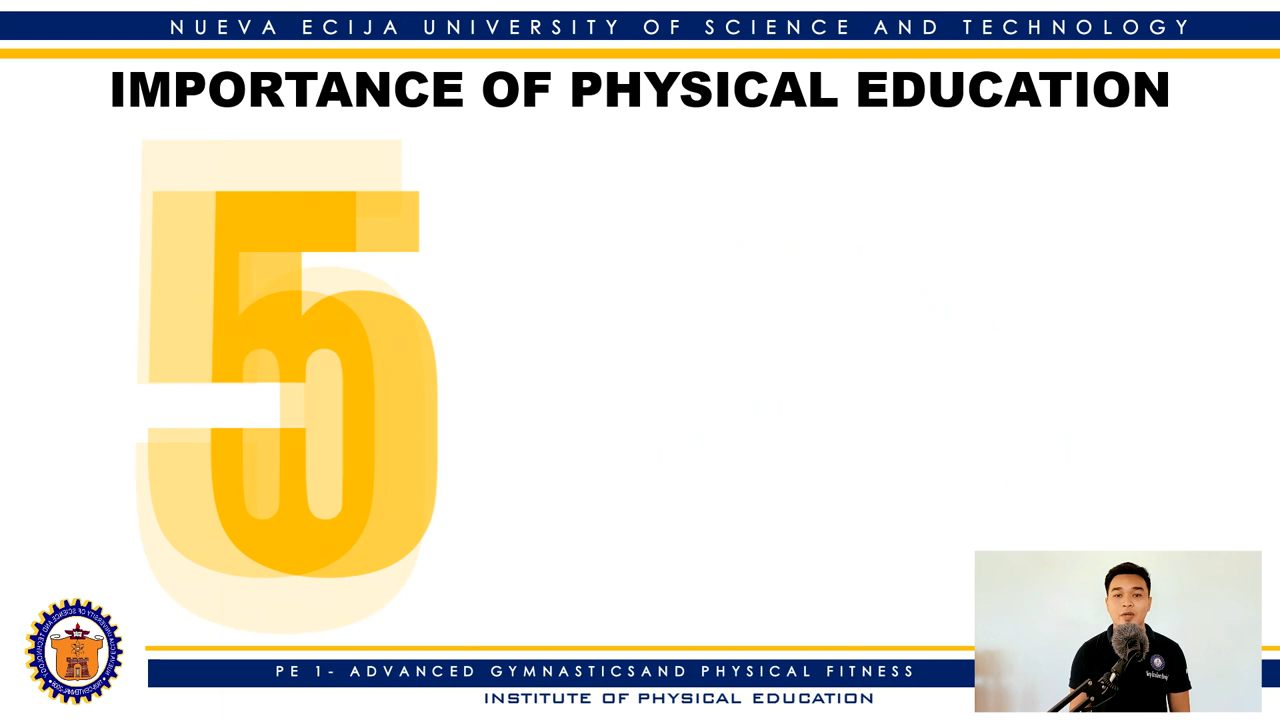 NUEVA ECIJA UNIVERSITY OF SCIENCE AND TECHNOLOGY
IMPORTANCE OF PHYSICAL EDUCATION
5
PE 1- ADVANCED GYMNASTICSAND PHYSICAL FITNESS
INSTITUTE OF PHYSICAL EDUCATION